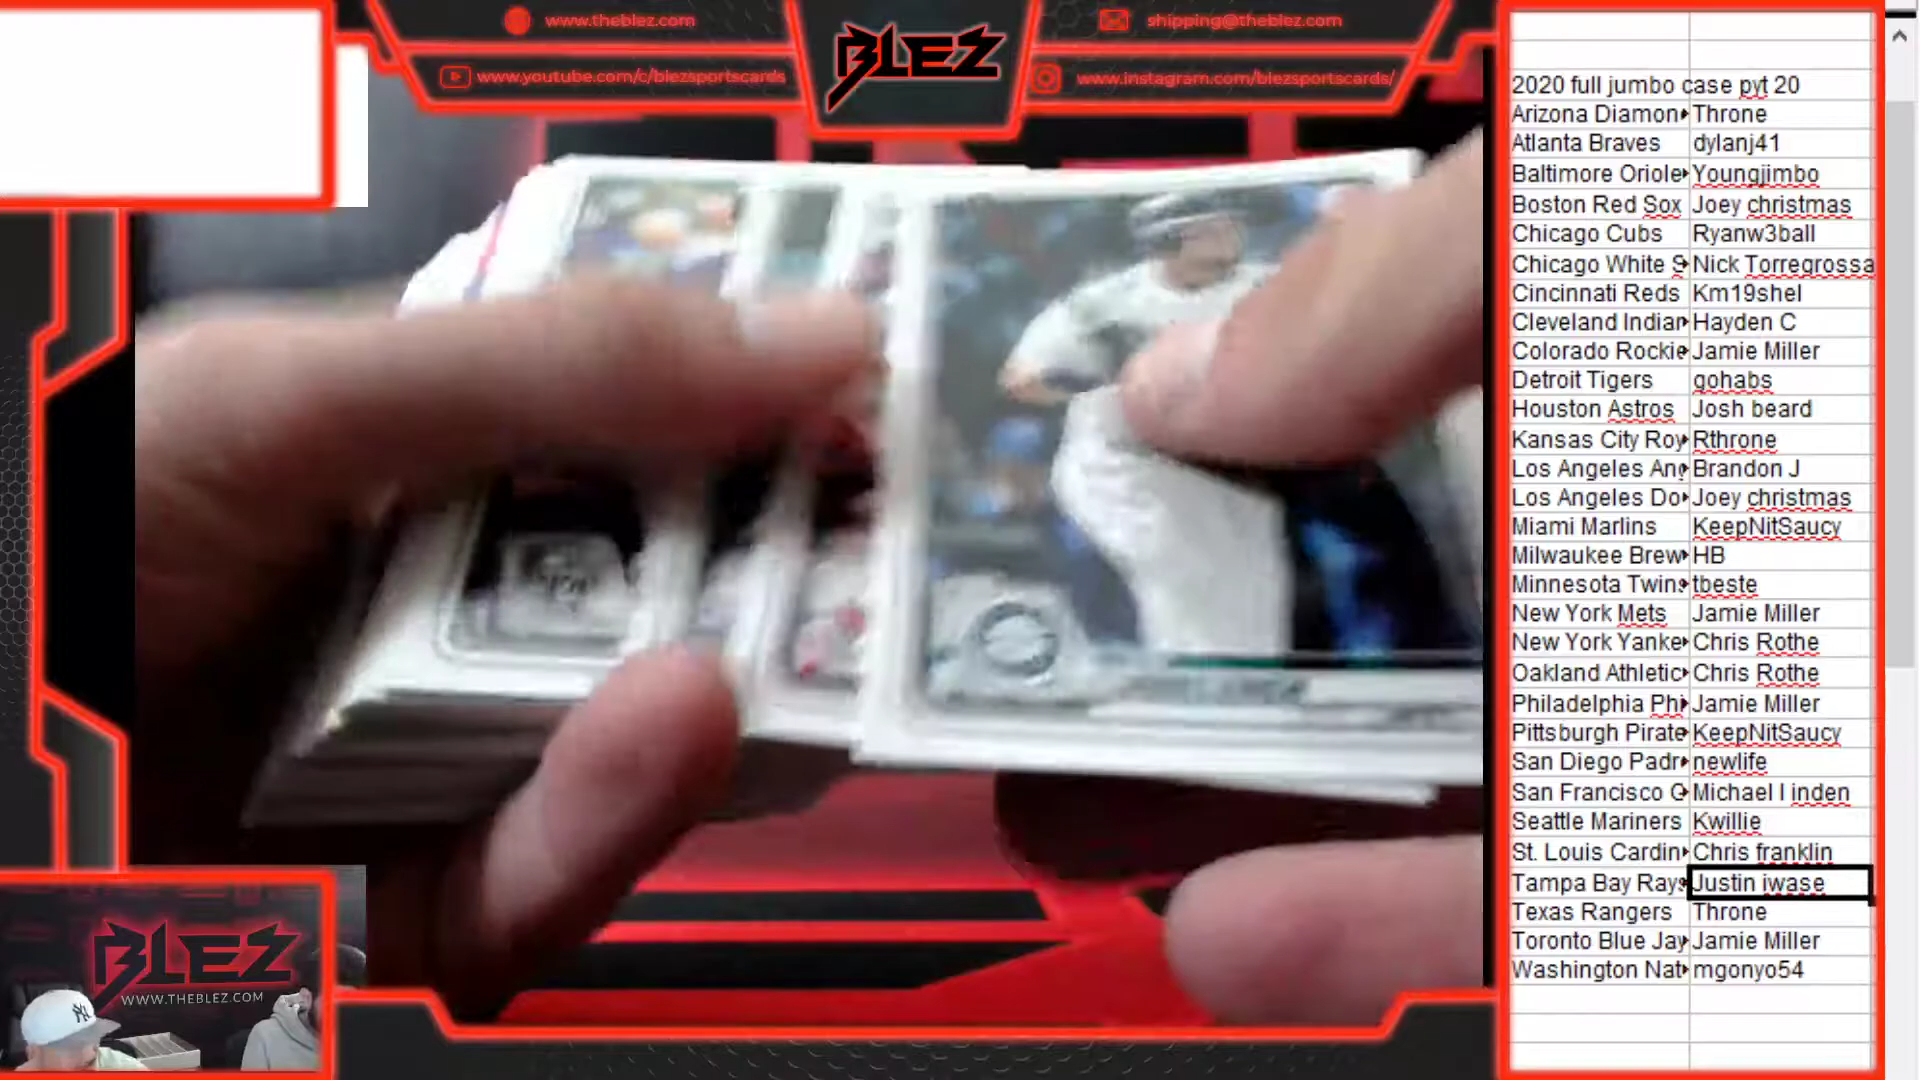 www.theblez.com
BLEZ
shipping@theblez.com
www.youtube.com/c/blezsportscards
www.instagram.com/blezsportscards/
2020 full jumbo case pyt 20
Arizona Diamon Throne
Atlanta Braves dylanj41
Baltimore Oriole Youngjimbo
Boston Red Sox Joey christmas
Chicago Cubs Ryanw3ball
Chicago White S Nick Torregrossa
Cincinnati Reds Km19shel
Cleveland Indian Hayden C
Colorado Rockie Jamie Miller
Detroit Tigers gohabs
Houston Astros Josh beard
Kansas City Roy Rthrone
Los Angeles Ang Brandon J
Los Angeles Do Joey christmas
Miami Marlins KeepNitSaucy
Milwaukee Brew HB
Minnesota Twins tbeste
New York Mets Jamie Miller
New York Yanke Chris Rothe
Oakland Athletic Chris Rothe
Philadelphia Phi Jamie Miller
Pittsburgh Pirate KeepNitSaucy
San Diego Padr newlife
San Francisco G Michael l inden
Seattle Mariners Kwillie
St. Louis Cardin Chris franklin
Tampa Bay Rays Justin iwase
Texas Rangers Throne
Toronto Blue Jay Jamie Miller
Washington Nat mgonyo54
BLEZ
WWW.THEBLEZ.COM
NY